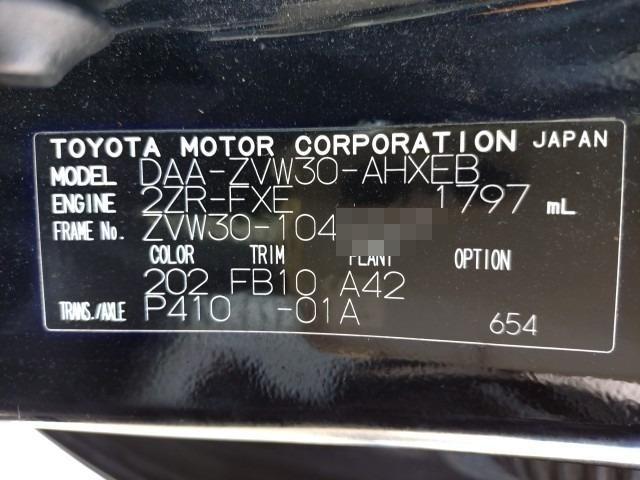 TOYOTA MOTOR CORPORATION JAPAN
MODEL DAA-ZVW30-AHXEB
ENGINE 2ZR-FXE 1797 mL
FRAME No. ZVW30-104
COLOR TRIM PLANT OPTION
202 FB10 A42
TRANS./AXLE P410 -01A 654